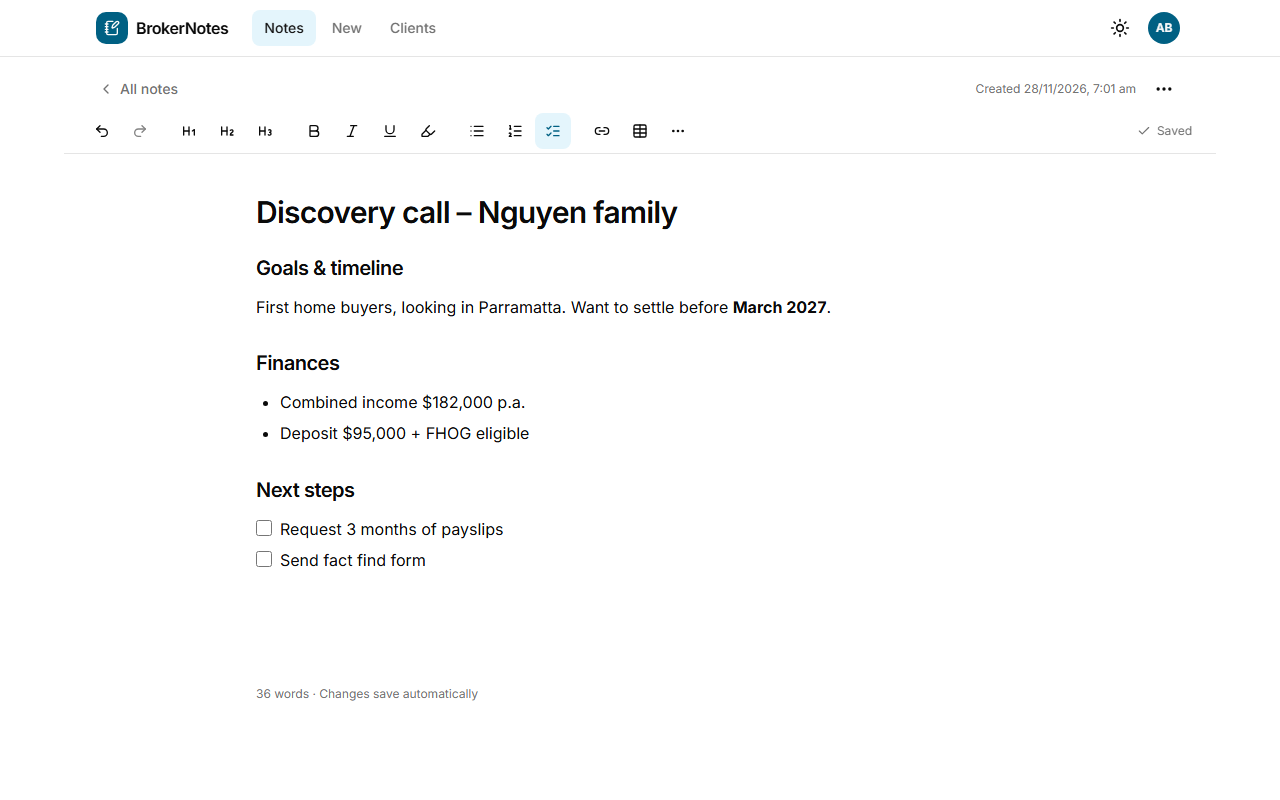 BrokerNotes Notes New Clients AB
All notes Created 28/11/2026, 7:01 am
H1 H2 H3 B I U Saved
Discovery call – Nguyen family
Goals & timeline
First home buyers, looking in Parramatta. Want to settle before March 2027.
Finances
• Combined income $182,000 p.a.
• Deposit $95,000 + FHOG eligible
Next steps
Request 3 months of payslips
Send fact find form
36 words · Changes save automatically